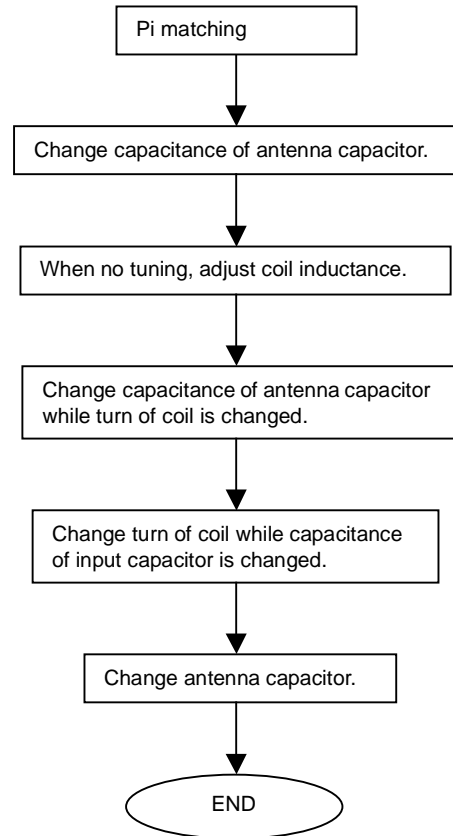 Pi matching
Change capacitance of antenna capacitor.
When no tuning, adjust coil inductance.
Change capacitance of antenna capacitor
while turn of coil is changed.
Change turn of coil while capacitance
of input capacitor is changed.
Change antenna capacitor.
END